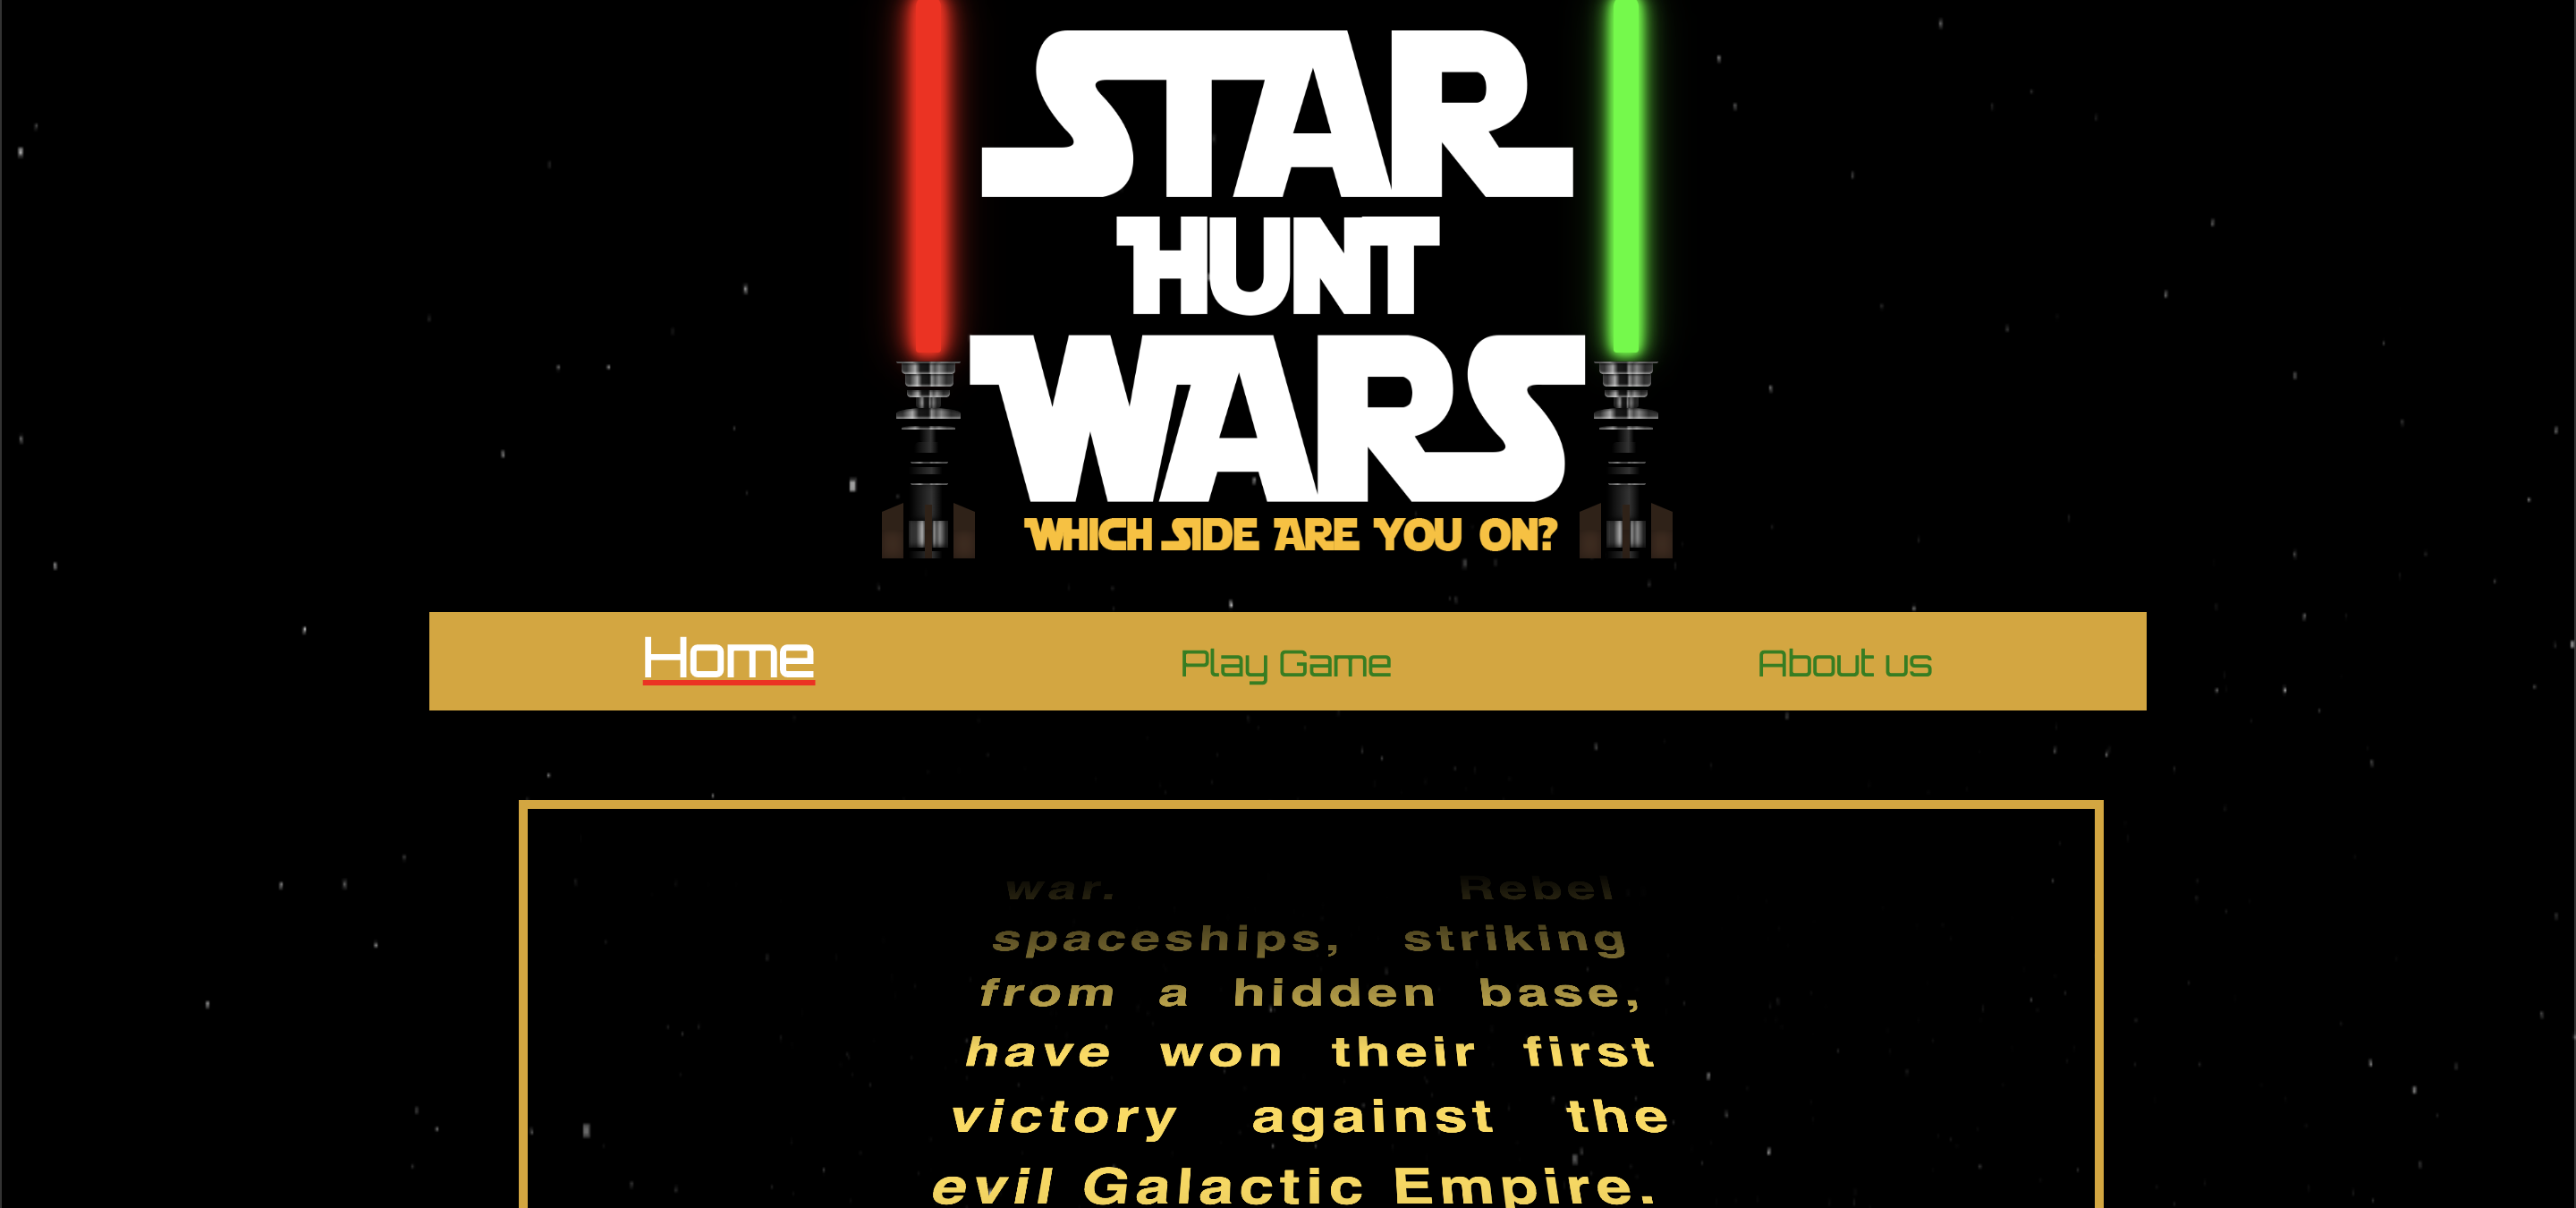 STAR
HUNT
WARS
WHICH SIDE ARE YOU ON?
Home Play Game About us
war. Rebel
spaceships, striking
from a hidden base,
have won their first
victory against the
evil Galactic Empire.